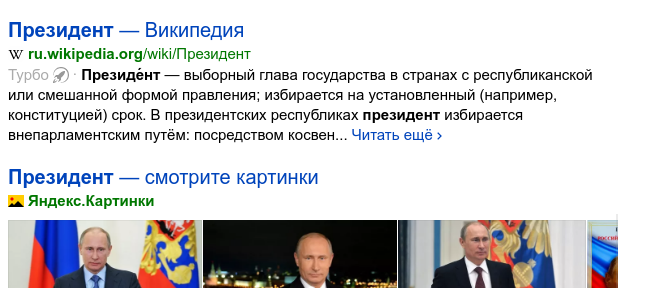 Президент — Википедия
W ru.wikipedia.org/wiki/Президент
Турбо · Президе́нт — выборный глава государства в странах с республиканской
или смешанной формой правления; избирается на установленный (например,
конституцией) срок. В президентских республиках президент избирается
внепарламентским путём: посредством косвен... Читать ещё ›
Президент — смотрите картинки
Яндекс.Картинки